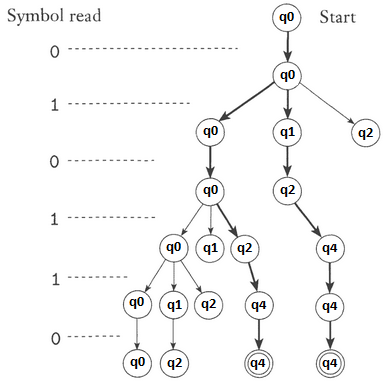 Symbol read q0 Start
0
q0
1
q0 q1 q2
0
q0 q2
1
q0 q1 q2 q4
1
q0 q1 q2 q4 q4
0
q0 q2 q4 q4